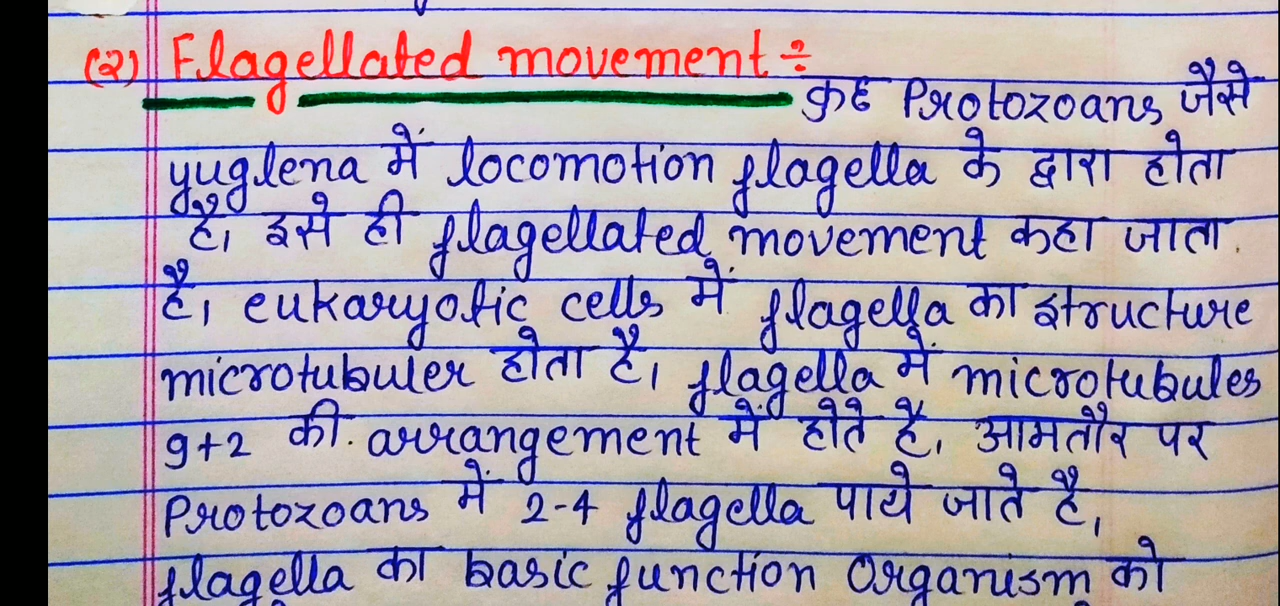 (2) Flagellated movement ÷
कुछ Protozoans जैसे
yuglena में locomotion flagella के द्वारा होता
है, इसे ही flagellated movement कहा जाता
है, eukaryotic cells में flagella का structure
microtubuler होता है, flagella में microtubules
9+2 की arrangement में होते हैं, आमतौर पर
Protozoans में 2-4 flagella पाये जाते है,
flagella का basic function Organism को